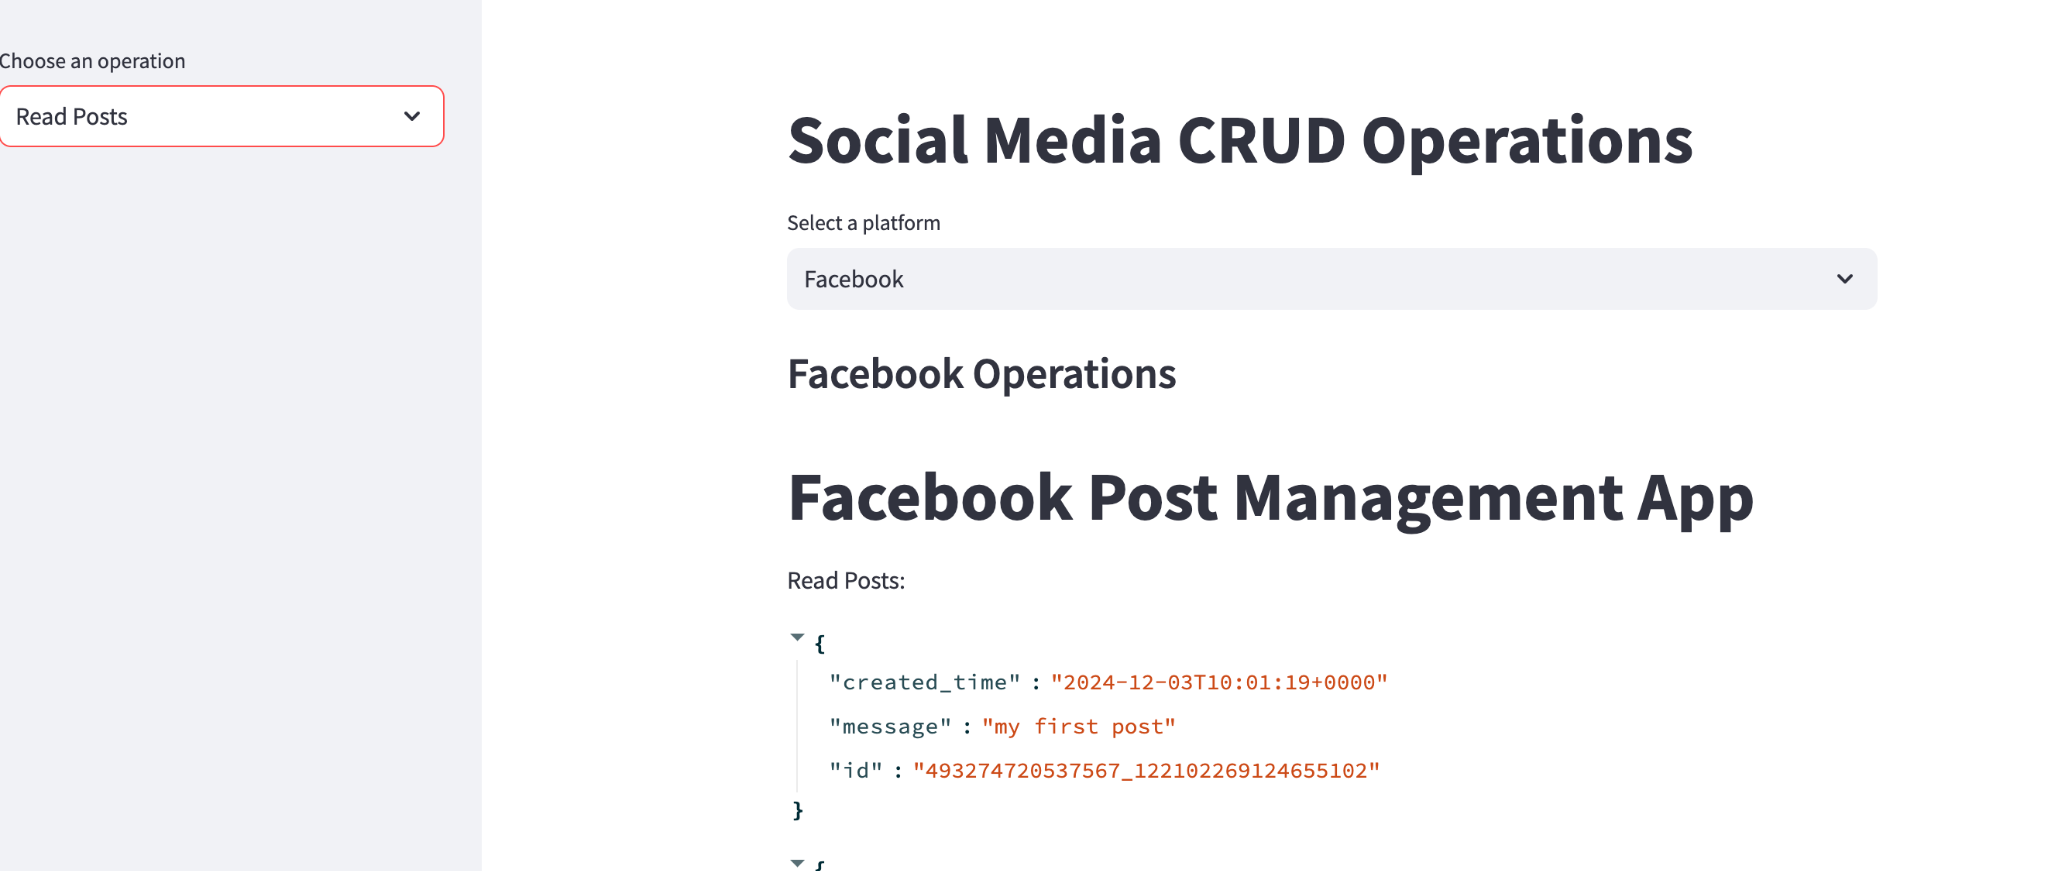 Choose an operation
Read Posts
Social Media CRUD Operations
Select a platform
Facebook
Facebook Operations
Facebook Post Management App
Read Posts:
{
"created_time" : "2024-12-03T10:01:19+0000"
"message" : "my first post"
"id" : "493274720537567_122102269124655102"
}
{